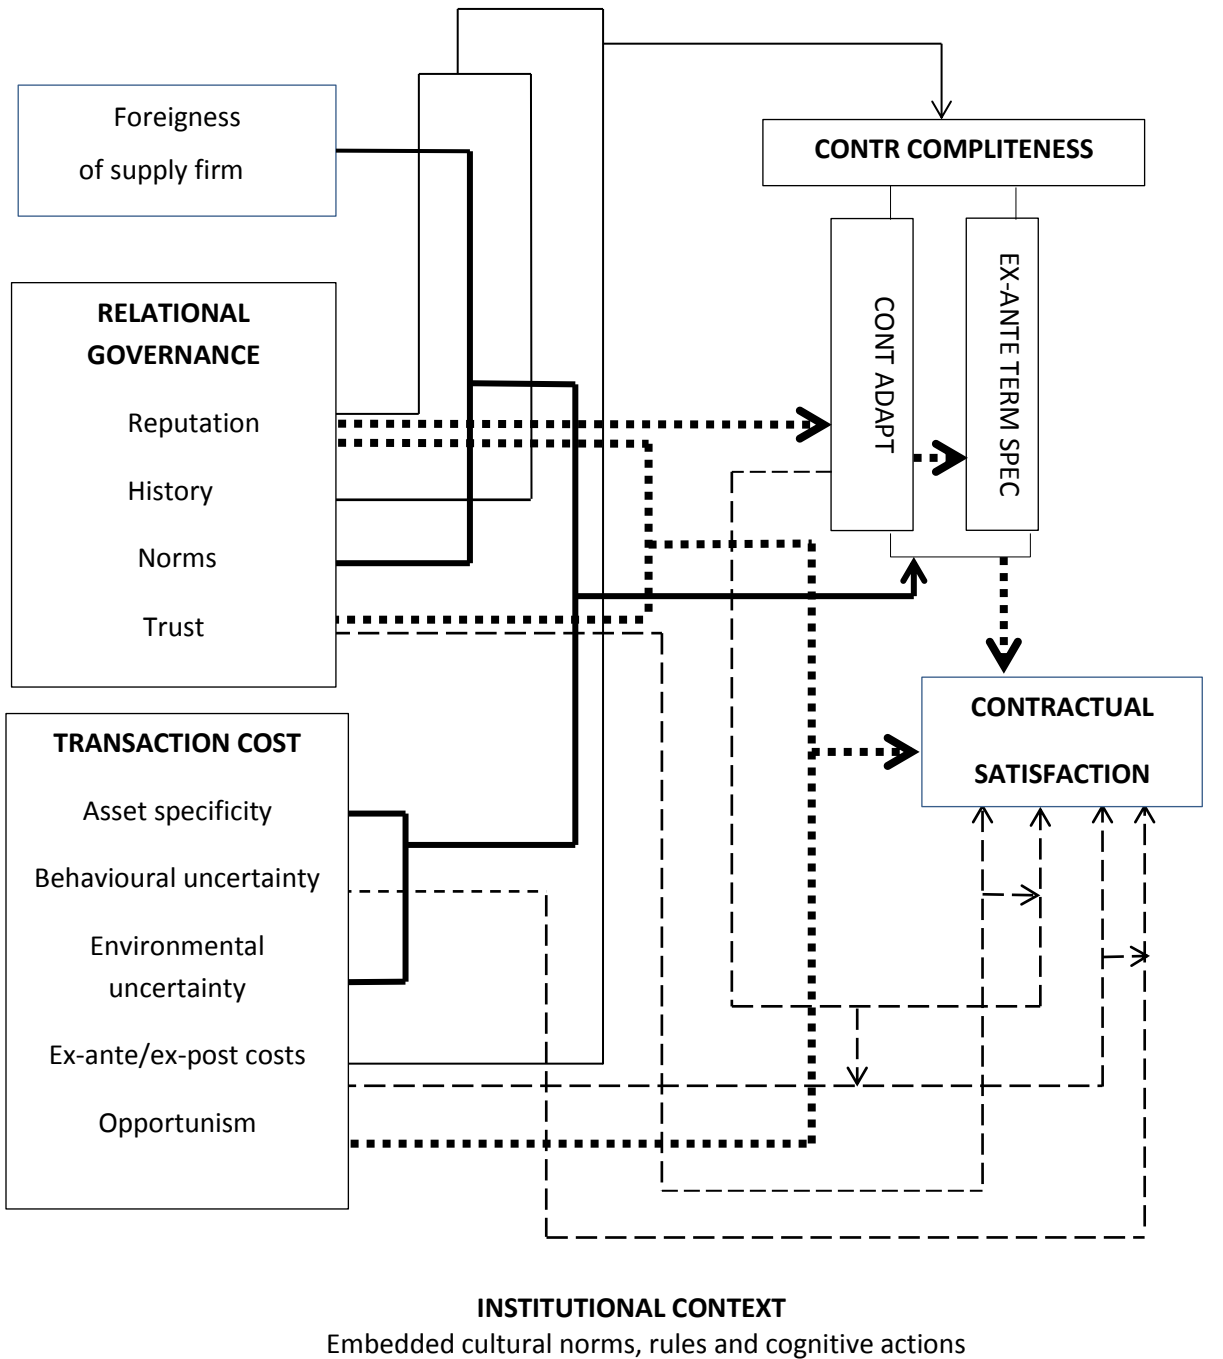 Foreigness
of supply firm
RELATIONAL
GOVERNANCE
Reputation
History
Norms
Trust
TRANSACTION COST
Asset specificity
Behavioural uncertainty
Environmental
uncertainty
Ex-ante/ex-post costs
Opportunism
CONTR COMPLITENESS
CONT ADAPT
EX-ANTE TERM SPEC
CONTRACTUAL
SATISFACTION
INSTITUTIONAL CONTEXT
Embedded cultural norms, rules and cognitive actions